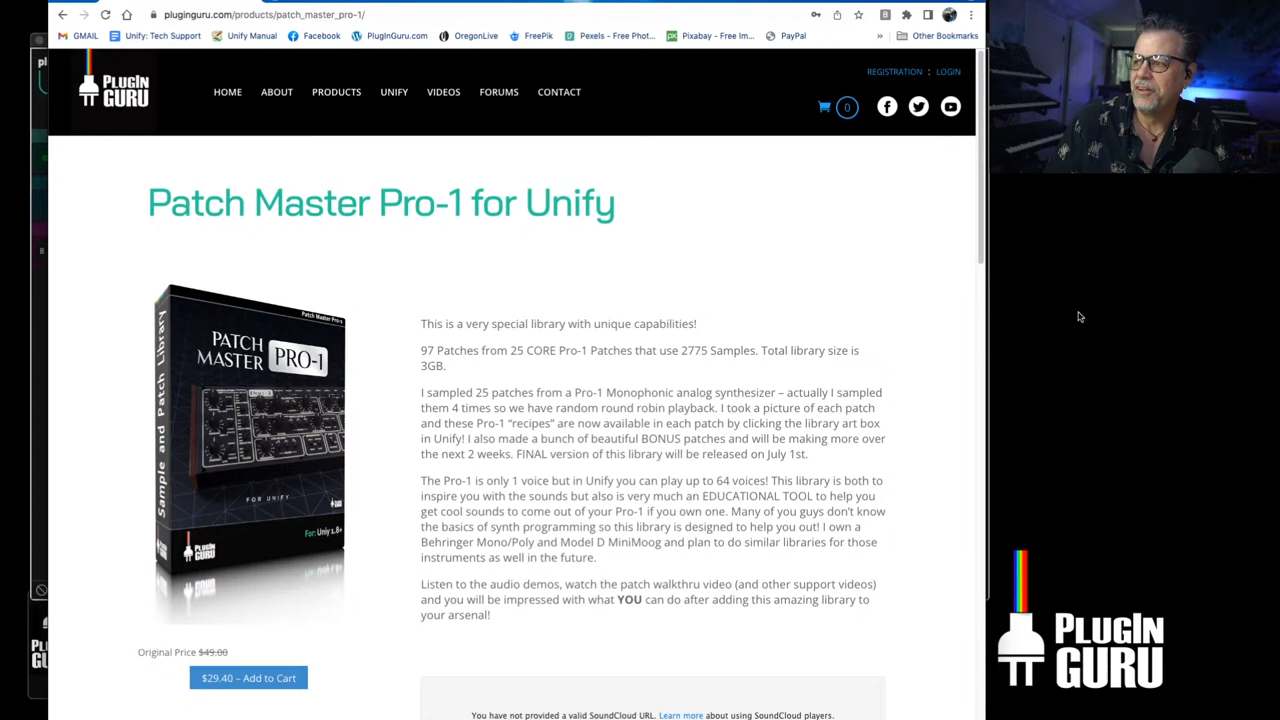 pluginguru.com/products/patch_master_pro-1/
GMAIL
Unify: Tech Support
Unify Manual
Facebook
PlugInGuru.com
OregonLive
FreePik
Pexels - Free Phot...
Pixabay - Free Im...
PayPal
»
Other Bookmarks
PLUGIN GURU
HOME
ABOUT
PRODUCTS
UNIFY
VIDEOS
FORUMS
CONTACT
REGISTRATION : LOGIN
0
Patch Master Pro-1 for Unify
Patch Master Pro-1
Sample and Patch Library
PATCH
MASTER PRO-1
FOR UNIFY
For: Uniy 1.8+
PLUGIN
GURU
This is a very special library with unique capabilities!
97 Patches from 25 CORE Pro-1 Patches that use 2775 Samples. Total library size is
3GB.
I sampled 25 patches from a Pro-1 Monophonic analog synthesizer – actually I sampled
them 4 times so we have random round robin playback. I took a picture of each patch
and these Pro-1 “recipes” are now available in each patch by clicking the library art box
in Unify! I also made a bunch of beautiful BONUS patches and will be making more over
the next 2 weeks. FINAL version of this library will be released on July 1st.
The Pro-1 is only 1 voice but in Unify you can play up to 64 voices! This library is both to
inspire you with the sounds but also is very much an EDUCATIONAL TOOL to help you
get cool sounds to come out of your Pro-1 if you own one. Many of you guys don’t know
the basics of synth programming so this library is designed to help you out! I own a
Behringer Mono/Poly and Model D MiniMoog and plan to do similar libraries for those
instruments as well in the future.
Listen to the audio demos, watch the patch walkthru video (and other support videos)
and you will be impressed with what YOU can do after adding this amazing library to
your arsenal!
Original Price $49.00
$29.40 – Add to Cart
You have not provided a valid SoundCloud URL. Learn more about using SoundCloud players.
PLUGIN
GURU